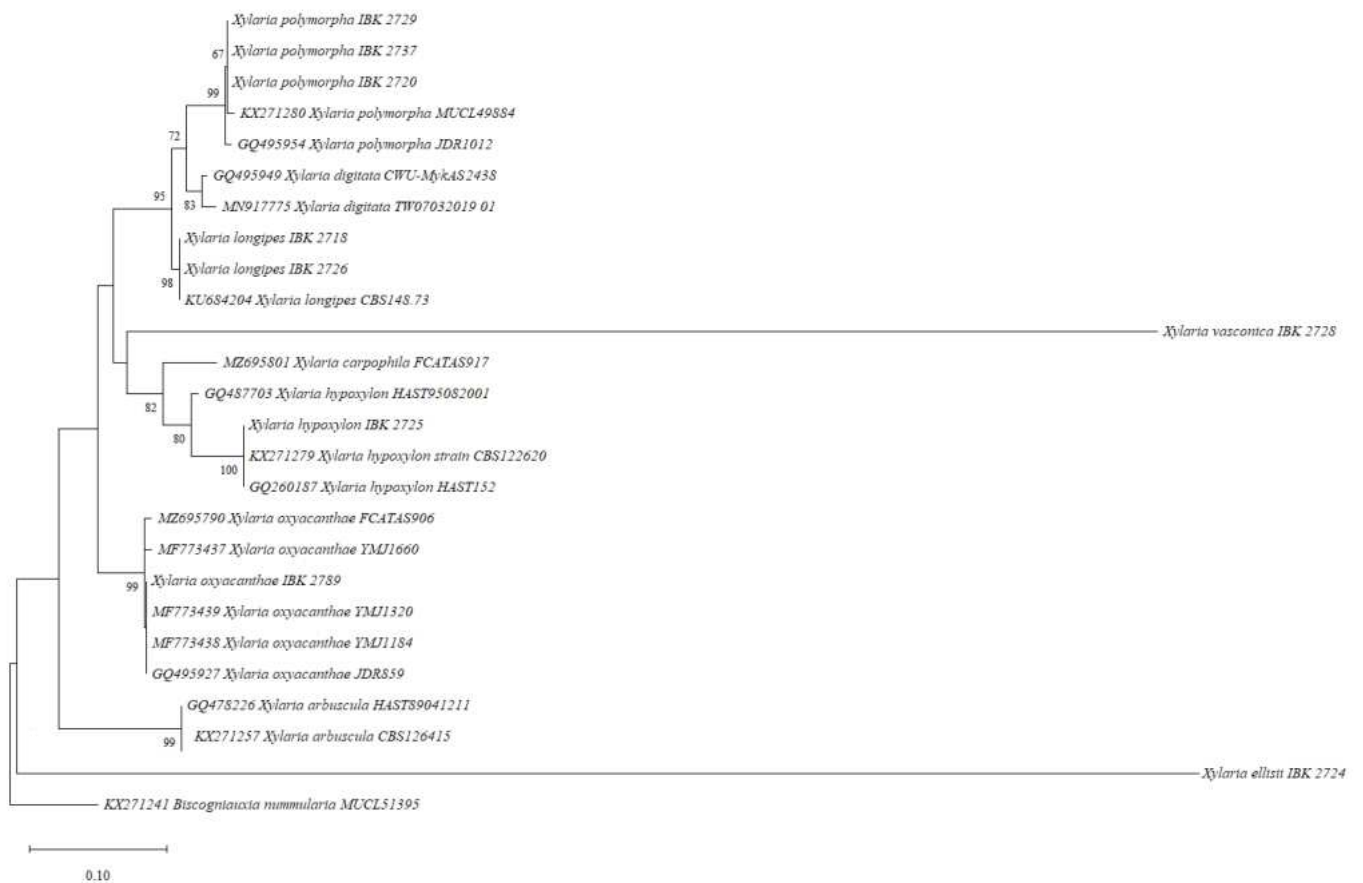 Xylaria polymorpha IBK 2729
67
Xylaria polymorpha IBK 2737
Xylaria polymorpha IBK 2720
99
KX271280 Xylaria polymorpha MUCL49884
72
GQ495954 Xylaria polymorpha JDR1012
GQ495949 Xylaria digitata CWU-MykAS2438
95
83
MN917775 Xylaria digitata TW07032019 01
Xylaria longipes IBK 2718
Xylaria longipes IBK 2726
98
KU684204 Xylaria longipes CBS148.73
Xylaria vasconica IBK 2728
MZ695801 Xylaria carpophila FCATAS917
GQ487703 Xylaria hypoxylon HAST95082001
82
Xylaria hypoxylon IBK 2725
80
KX271279 Xylaria hypoxylon strain CBS122620
100
GQ260187 Xylaria hypoxylon HAST152
MZ695790 Xylaria oxyacanthae FCATAS906
MF773437 Xylaria oxyacanthae YMJ1660
Xylaria oxyacanthae IBK 2789
99
MF773439 Xylaria oxyacanthae YMJ1320
MF773438 Xylaria oxyacanthae YMJ1184
GQ495927 Xylaria oxyacanthae JDR859
GQ478226 Xylaria arbuscula HAST89041211
KX271257 Xylaria arbuscula CBS126415
99
Xylaria ellisii IBK 2724
KX271241 Biscogniauxia nummularia MUCL51395
0.10